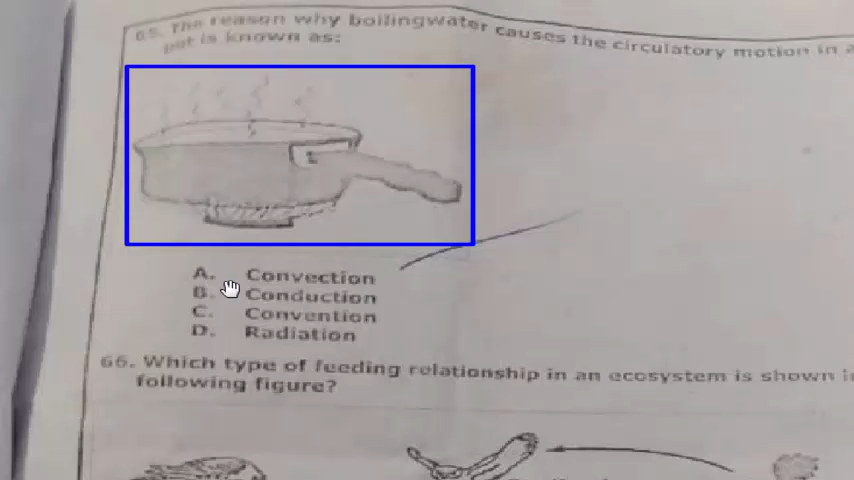 65. The reason why boilingwater causes the circulatory motion in a
pot is known as:
A. Convection
B. Conduction
C. Convention
D. Radiation
66. Which type of feeding relationship in an ecosystem is shown in
following figure?